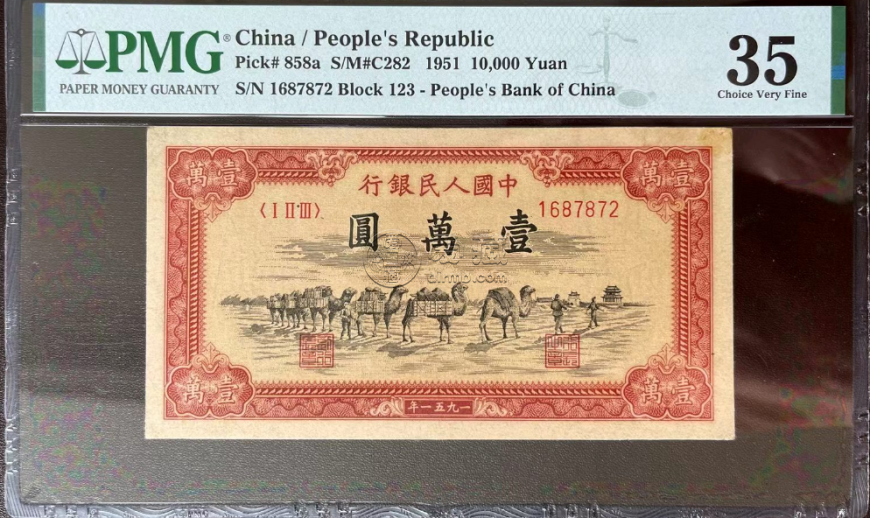 PMG® China / People's Republic
Pick# 858a S/M#C282 1951 10,000 Yuan
PAPER MONEY GUARANTY
S/N 1687872 Block 123 - People's Bank of China
35
Choice Very Fine
壹萬
壹萬
中國人民銀行
〈I II·III〉
1687872
壹萬圓
壹萬
壹萬
一九五一年